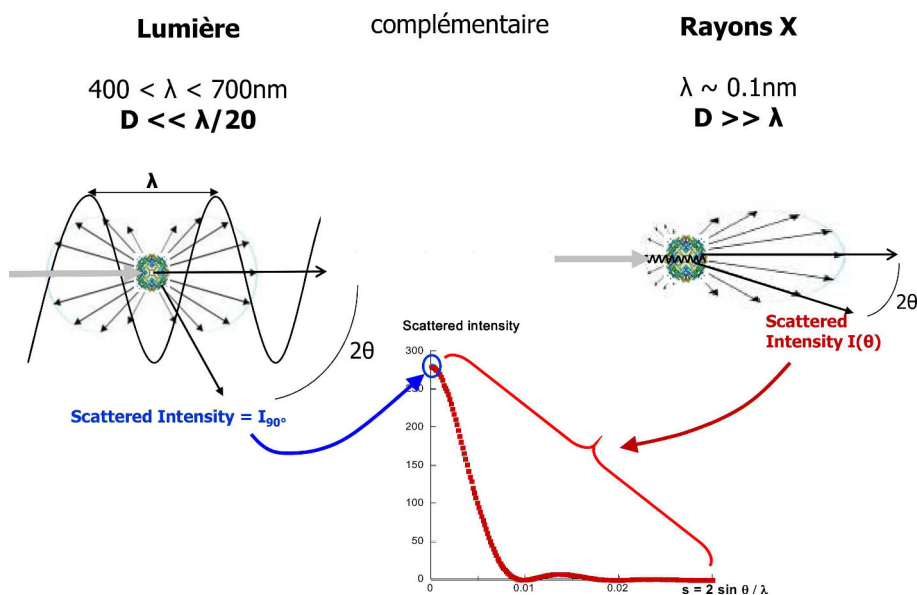 Lumière
complémentaire
Rayons X
400 < λ < 700nm
D << λ/20
λ ~ 0.1nm
D >> λ
λ
2θ
2θ
Scattered Intensity = I90°
Scattered
Intensity I(θ)
Scattered intensity
300
250
200
150
100
50
0
0
0.01
0.02
s = 2 sin θ / λ